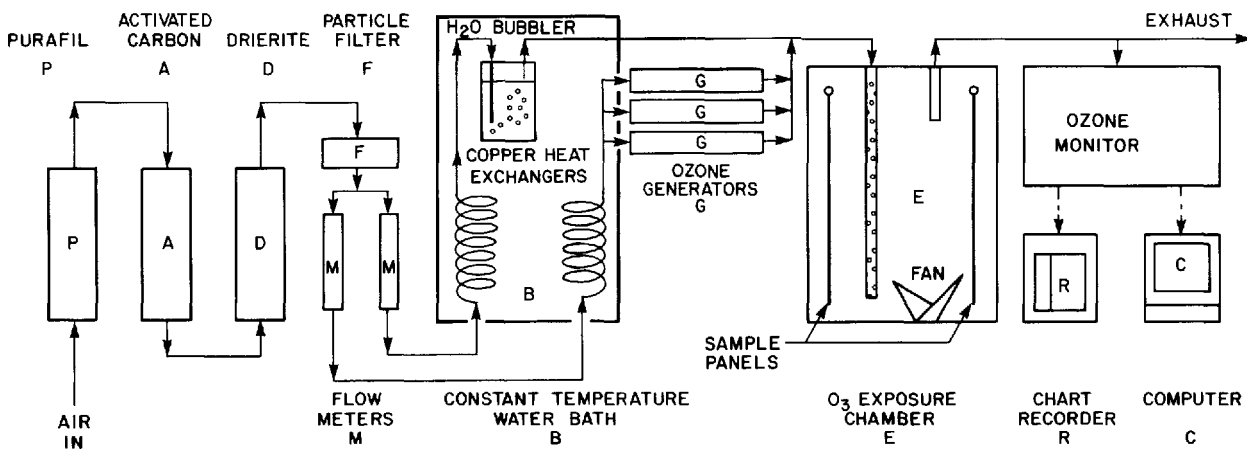 PURAFIL
P
ACTIVATED
CARBON
A
DRIERITE
D
PARTICLE
FILTER
F
H2O BUBBLER
EXHAUST
COPPER HEAT
EXCHANGERS
G
G
G
OZONE
GENERATORS
G
OZONE
MONITOR
F
P
A
D
M
M
B
E
FAN
R
C
SAMPLE
PANELS
AIR
IN
FLOW
METERS
M
CONSTANT TEMPERATURE
WATER BATH
B
O3 EXPOSURE
CHAMBER
E
CHART
RECORDER
R
COMPUTER
C